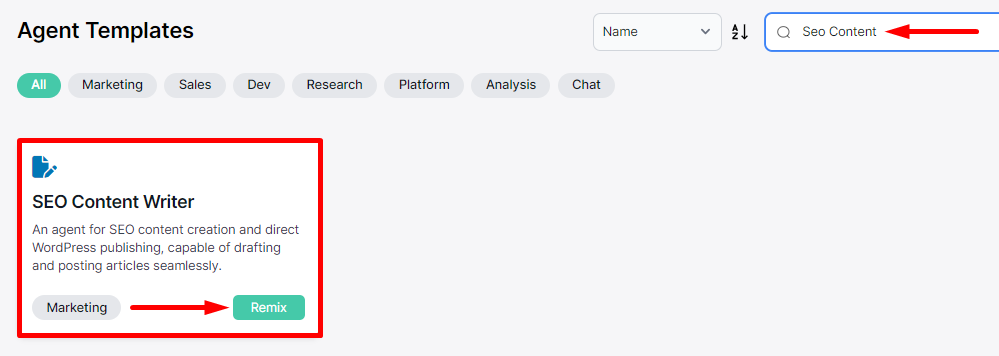 Agent Templates
Name
Seo Content
All
Marketing
Sales
Dev
Research
Platform
Analysis
Chat
SEO Content Writer
An agent for SEO content creation and direct
WordPress publishing, capable of drafting
and posting articles seamlessly.
Marketing
Remix